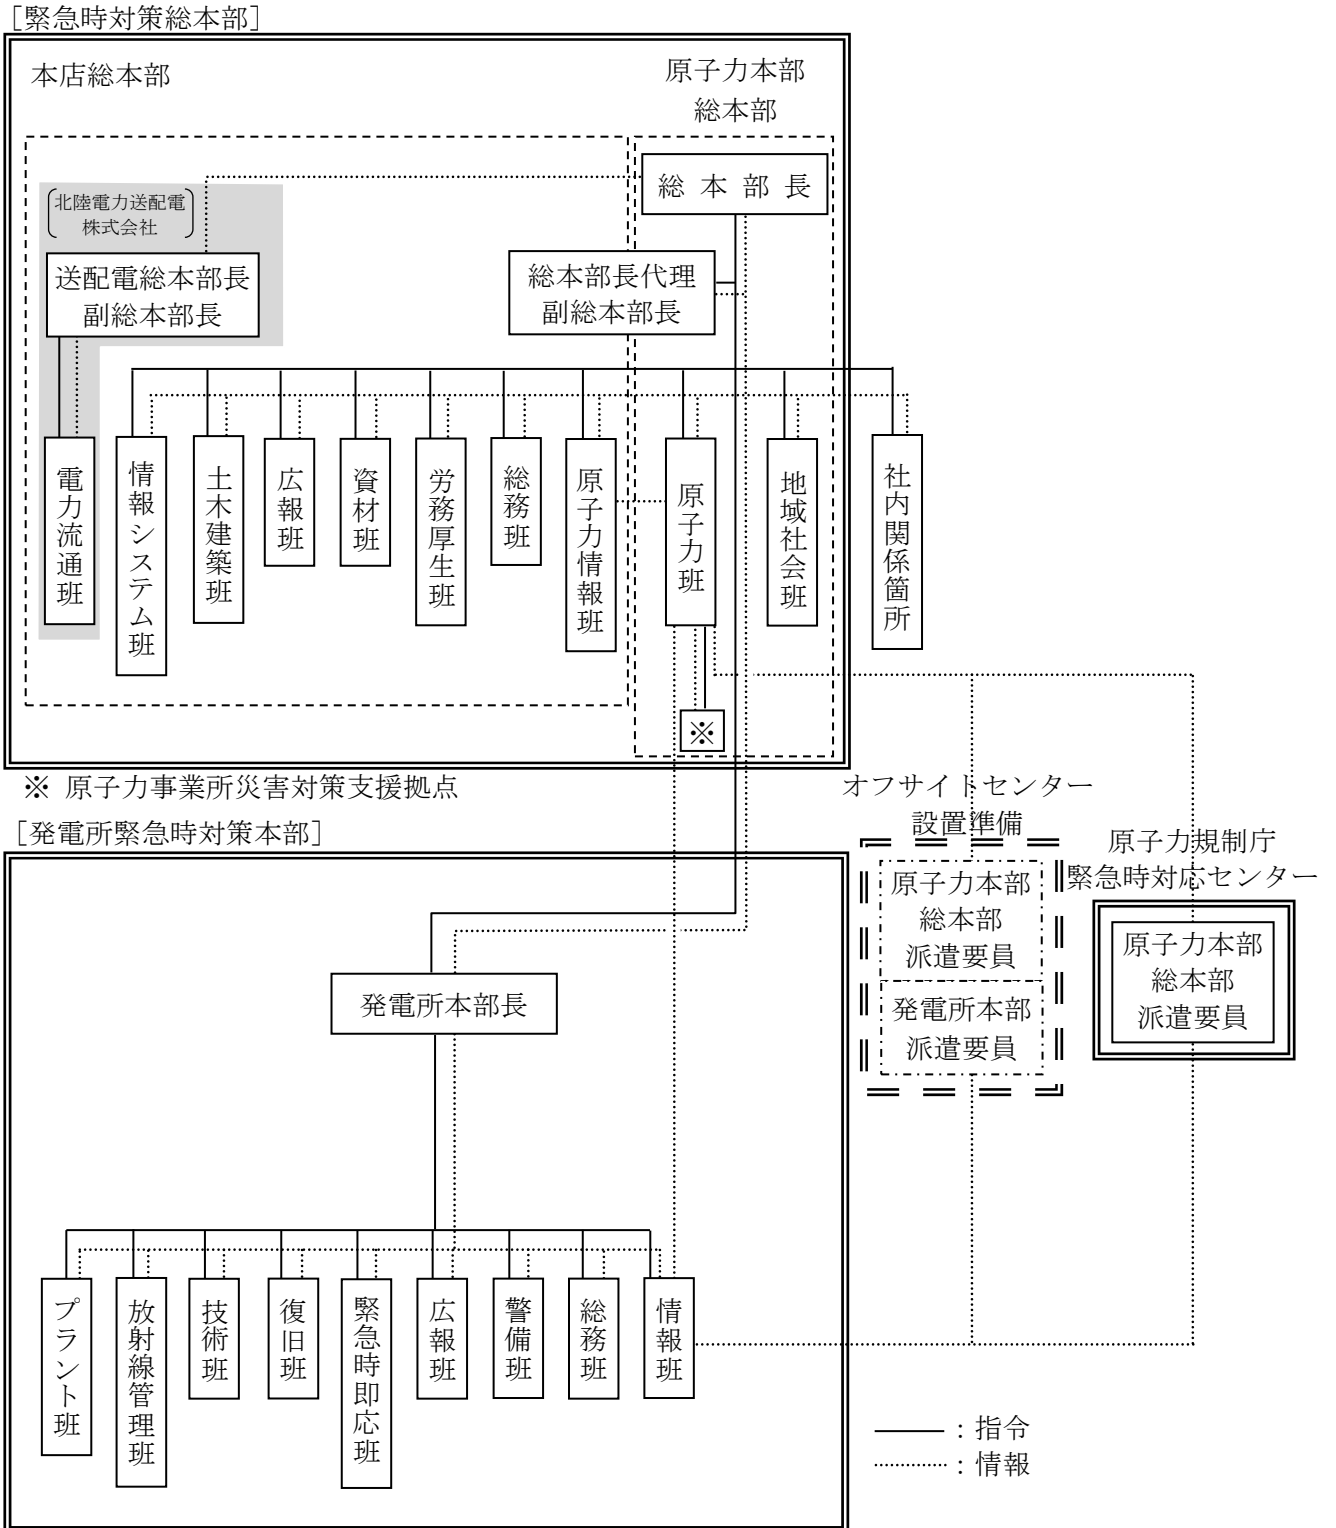 [緊急時対策総本部]
本店総本部
原子力本部
総本部
総本部長
北陸電力送配電
株式会社
送配電総本部長
副総本部長
総本部長代理
副総本部長
電力流通班
情報システム班
土木建築班
広報班
資材班
労務厚生班
総務班
原子力情報班
原子力班
地域社会班
社内関係箇所
※
※ 原子力事業所災害対策支援拠点
[発電所緊急時対策本部]
オフサイトセンター
設置準備
原子力本部
総本部
派遣要員
発電所本部
派遣要員
原子力規制庁
緊急時対応センター
原子力本部
総本部
派遣要員
発電所本部長
プラント班
放射線管理班
技術班
復旧班
緊急時即応班
広報班
警備班
総務班
情報班
：指令
：情報